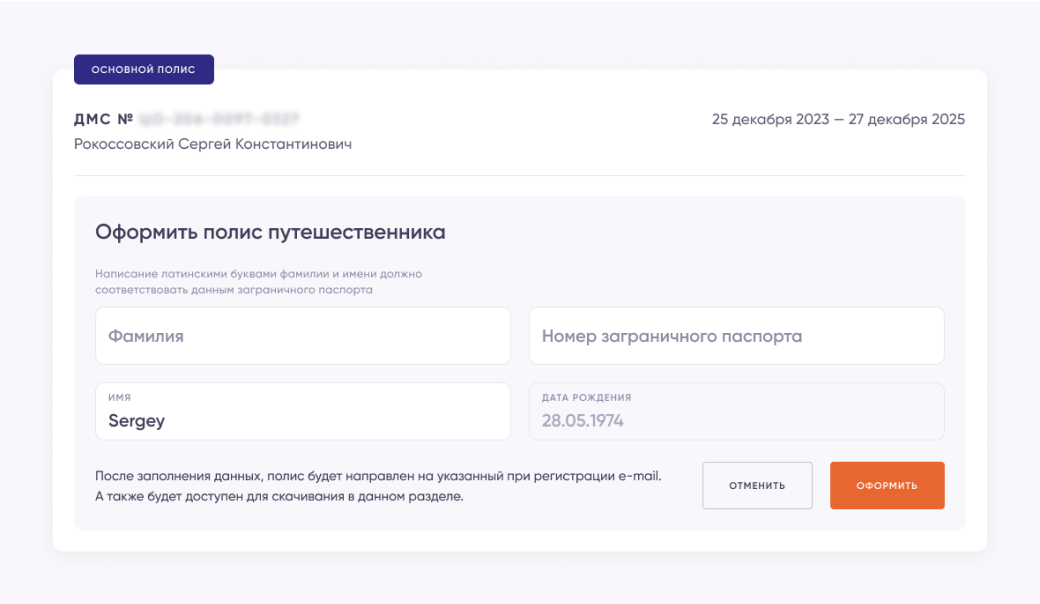 ОСНОВНОЙ ПОЛИС
ДМС №
25 декабря 2023 — 27 декабря 2025
Рокоссовский Сергей Константинович
Оформить полис путешественника
Написание латинскими буквами фамилии и имени должно
соответствовать данным заграничного паспорта
Фамилия
Номер заграничного паспорта
ИМЯ
Sergey
ДАТА РОЖДЕНИЯ
28.05.1974
После заполнения данных, полис будет направлен на указанный при регистрации e-mail.
А также будет доступен для скачивания в данном разделе.
ОТМЕНИТЬ
ОФОРМИТЬ